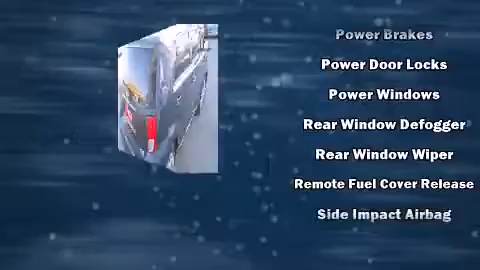 Power Brakes
Power Door Locks
Power Windows
Rear Window Defogger
Rear Window Wiper
Remote Fuel Cover Release
Side Impact Airbag